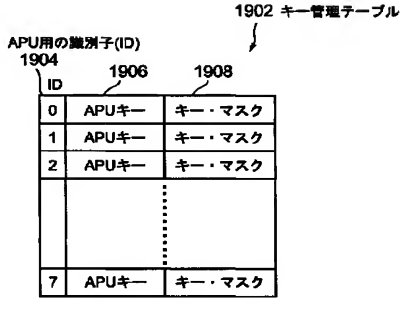 1902 キー管理テーブル
APU用の識別子(ID)
1904 1906 1908
ID
0 APUキー キー・マスク
1 APUキー キー・マスク
2 APUキー キー・マスク
7 APUキー キー・マスク